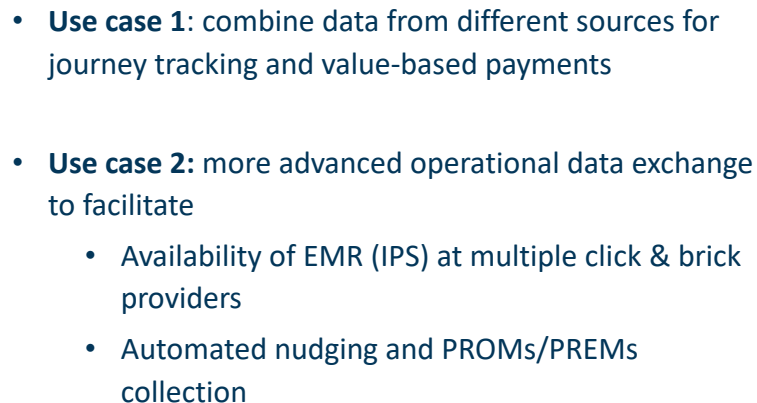 • Use case 1: combine data from different sources for
journey tracking and value-based payments
• Use case 2: more advanced operational data exchange
to facilitate
• Availability of EMR (IPS) at multiple click & brick
providers
• Automated nudging and PROMs/PREMs
collection